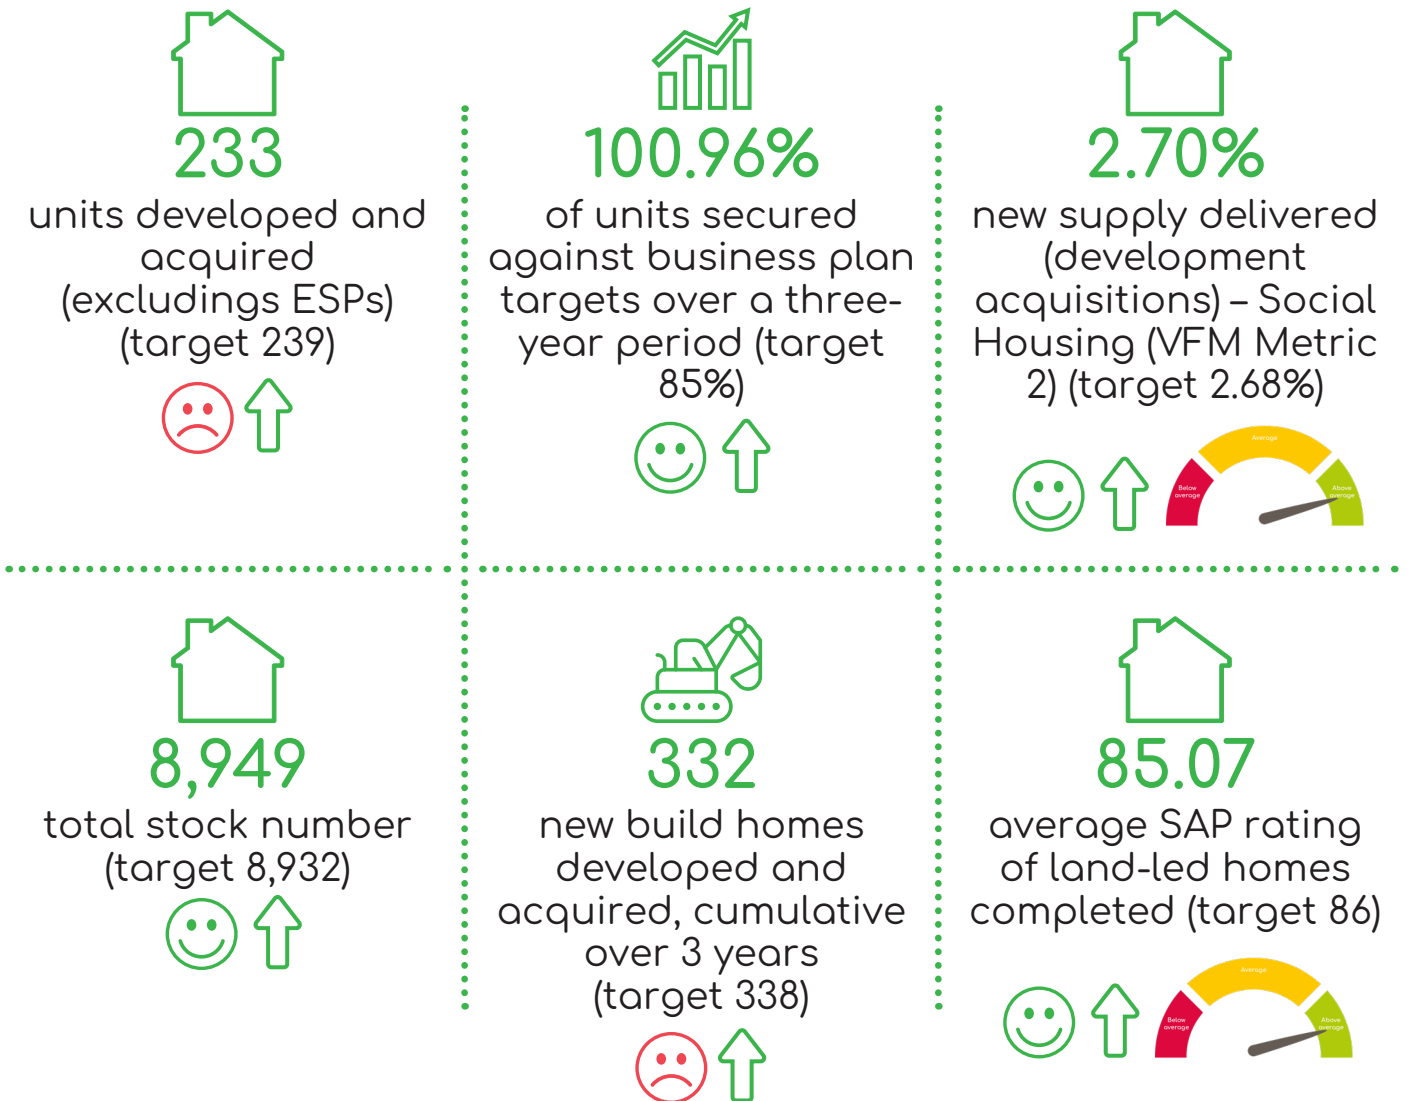 233
units developed and
acquired
(excludings ESPs)
(target 239)
100.96%
of units secured
against business plan
targets over a three-
year period (target
85%)
2.70%
new supply delivered
(development
acquisitions) – Social
Housing (VFM Metric
2) (target 2.68%)
Below
average
Average
Above
average
8,949
total stock number
(target 8,932)
332
new build homes
developed and
acquired, cumulative
over 3 years
(target 338)
85.07
average SAP rating
of land-led homes
completed (target 86)
Below
average
Average
Above
average